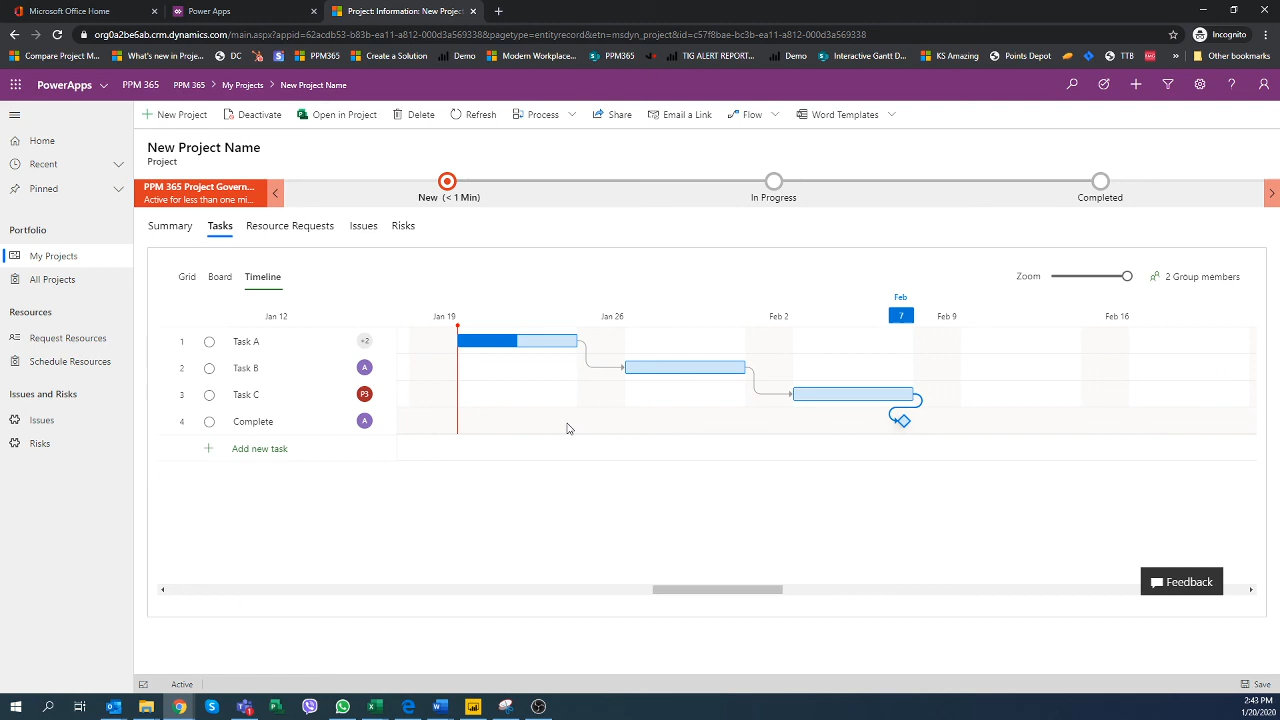 Microsoft Office Home
Power Apps
Project: Information: New Projec
Incognito
org0a2be6ab.crm.dynamics.com/main.aspx?appid=62acdb53-b83b-ea11-a812-000d3a569338&pagetype=entityrecord&etn=msdyn_project&id=c57f8bae-bc3b-ea11-a812-000d3a569338
Compare Project M...
What's new in Proje...
DC
PPM365
Create a Solution
Demo
Modern Workplace...
PPM365
TIG ALERT REPORT...
Demo
Interactive Gantt D...
KS Amazing
Points Depot
TTB
»
Other bookmarks
PowerApps
PPM 365
PPM 365 > My Projects > New Project Name
New Project
Deactivate
Open in Project
Delete
Refresh
Process
Share
Email a Link
Flow
Word Templates
Home
Recent
Pinned
Portfolio
My Projects
All Projects
Resources
Request Resources
Schedule Resources
Issues and Risks
Issues
Risks
New Project Name
Project
PPM 365 Project Govern...
Active for less than one mi...
New (< 1 Min)
In Progress
Completed
Summary
Tasks
Resource Requests
Issues
Risks
Grid
Board
Timeline
Zoom
2 Group members
Feb
Jan 12
Jan 19
Jan 26
Feb 2
7
Feb 9
Feb 16
1 Task A +2
2 Task B A
3 Task C P3
4 Complete A
Add new task
Feedback
Active
Save
2:43 PM
1/20/2020